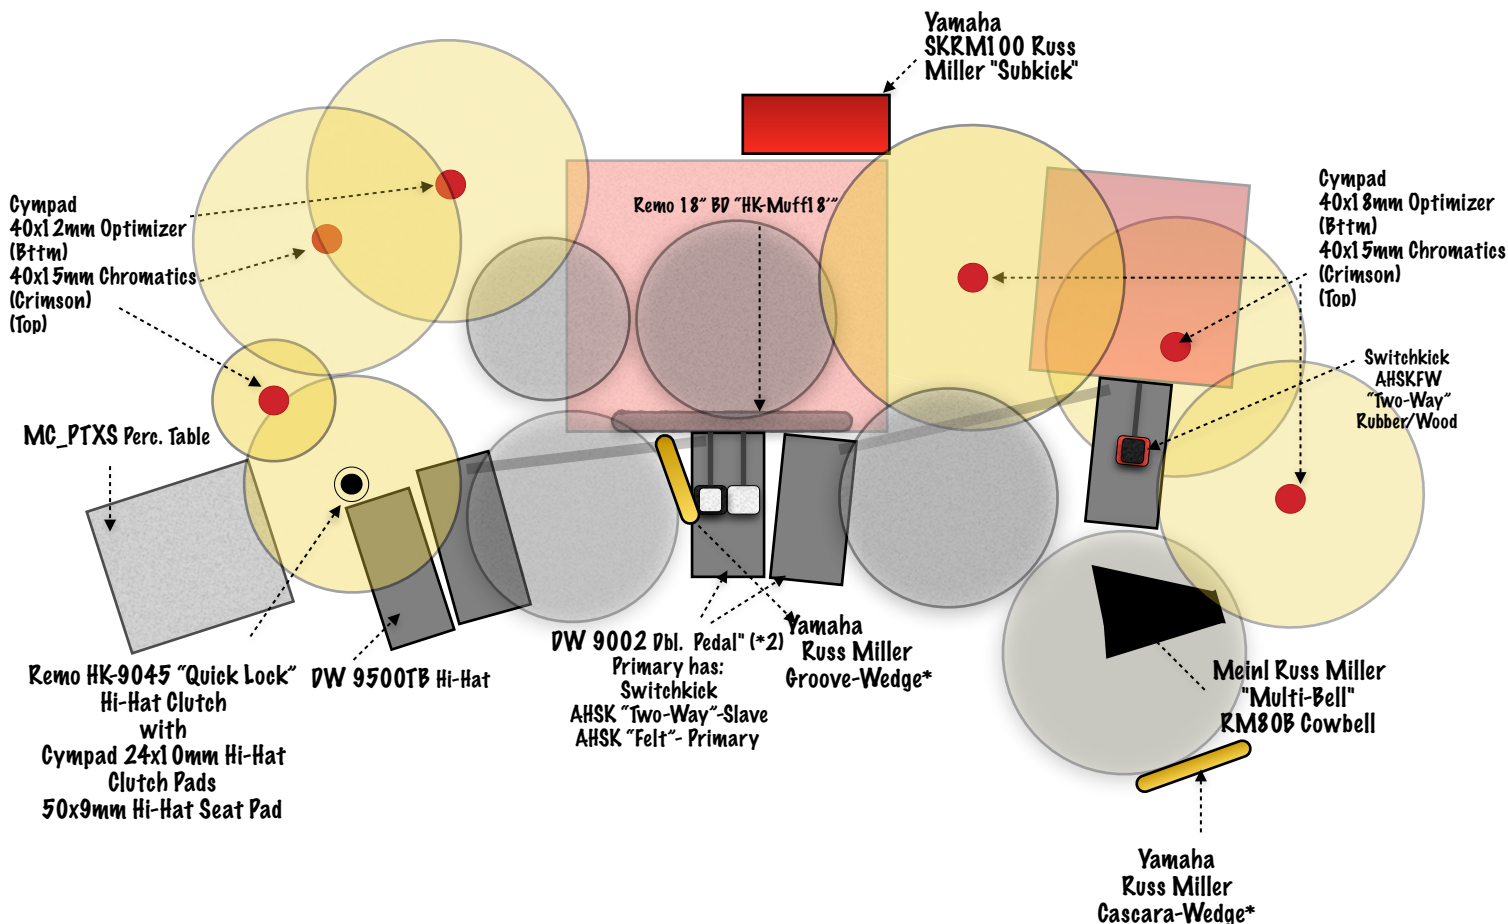 Yamaha
SKRM100 Russ
Miller "Subkick"
Cympad
40x12mm Optimizer
(Bttm)
40x15mm Chromatics
(Crimson)
(Top)
Remo 18" BD "HK-Muff18'"
Cympad
40x18mm Optimizer
(Bttm)
40x15mm Chromatics
(Crimson)
(Top)
Switchkick
AHSKFW
"Two-Way"
Rubber/Wood
MC_PTXS Perc. Table
Remo HK-9045 "Quick Lock"
Hi-Hat Clutch
with
Cympad 24x10mm Hi-Hat
Clutch Pads
50x9mm Hi-Hat Seat Pad
DW 9500TB Hi-Hat
DW 9002 Dbl. Pedal" (*2)
Primary has:
Switchkick
AHSK "Two-Way"-Slave
AHSK "Felt"- Primary
Yamaha
Russ Miller
Groove-Wedge*
Meinl Russ Miller
"Multi-Bell"
RM80B Cowbell
Yamaha
Russ Miller
Cascara-Wedge*